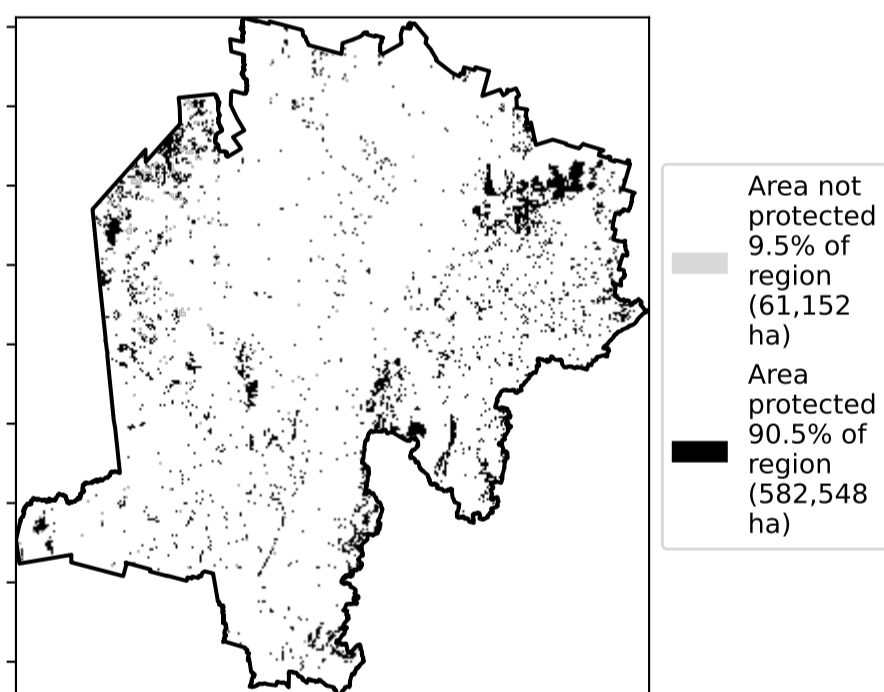 Area not
protected
9.5% of
region
(61,152
ha)
Area
protected
90.5% of
region
(582,548
ha)